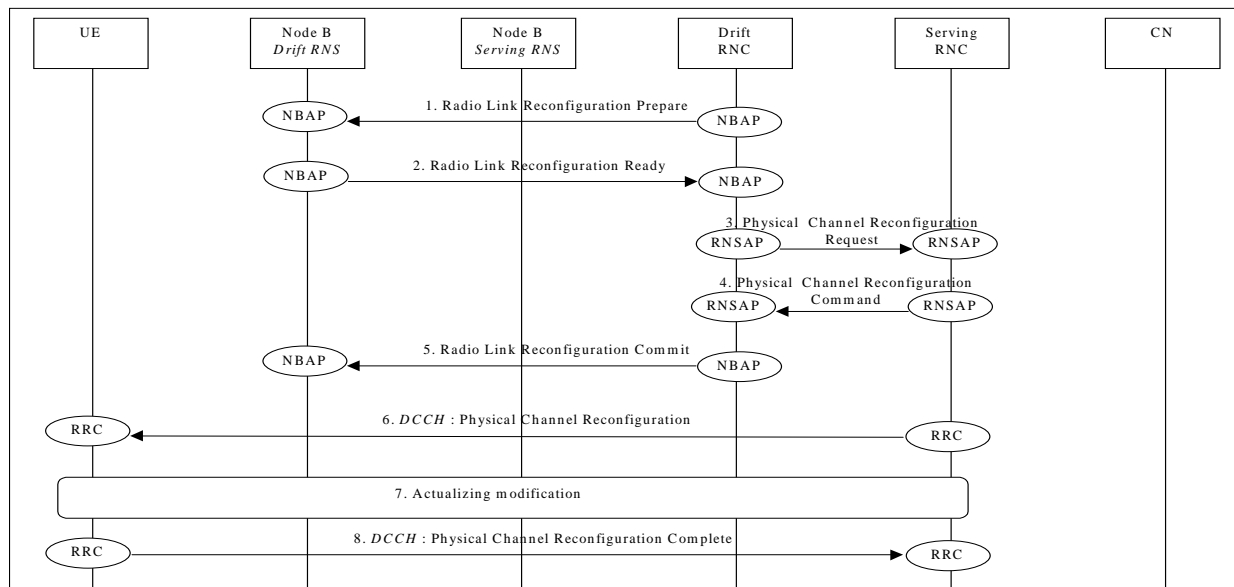 UE
Node B
Drift RNS
Node B
Serving RNS
Drift
RNC
Serving
RNC
CN
1. Radio Link Reconfiguration Prepare
NBAP
NBAP
2. Radio Link Reconfiguration Ready
NBAP
NBAP
3. Physical Channel Reconfiguration
Request
RNSAP
RNSAP
4. Physical Channel Reconfiguration
Command
RNSAP
RNSAP
5. Radio Link Reconfiguration Commit
NBAP
NBAP
6. DCCH : Physical Channel Reconfiguration
RRC
RRC
7. Actualizing modification
8. DCCH : Physical Channel Reconfiguration Complete
RRC
RRC